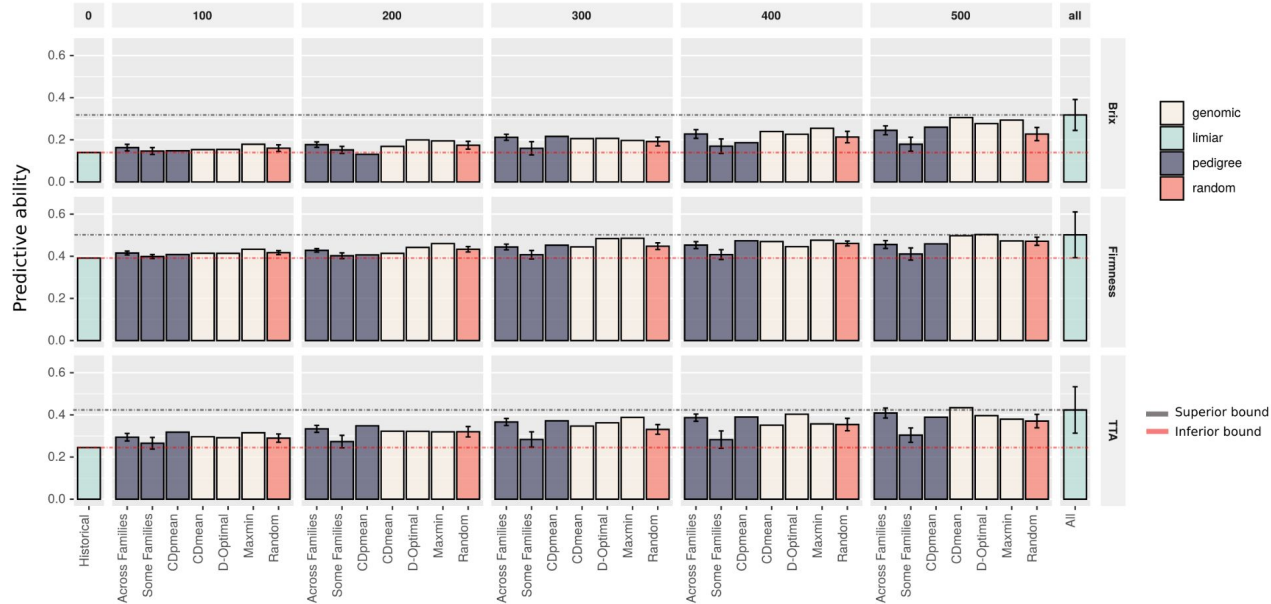 0 100 200 300 400 500 all
Predictive ability
0.6
0.4
0.2
0.0
Brix
0.6
0.4
0.2
0.0
Firmness
0.6
0.4
0.2
0.0
TTA
genomic
limiar
pedigree
random
Superior bound
Inferior bound
Historical
Across Families
Some Families
CDpmean
CDmean
D-Optimal
Maxmin
Random
Across Families
Some Families
CDpmean
CDmean
D-Optimal
Maxmin
Random
Across Families
Some Families
CDpmean
CDmean
D-Optimal
Maxmin
Random
Across Families
Some Families
CDpmean
CDmean
D-Optimal
Maxmin
Random
Across Families
Some Families
CDpmean
CDmean
D-Optimal
Maxmin
Random
All